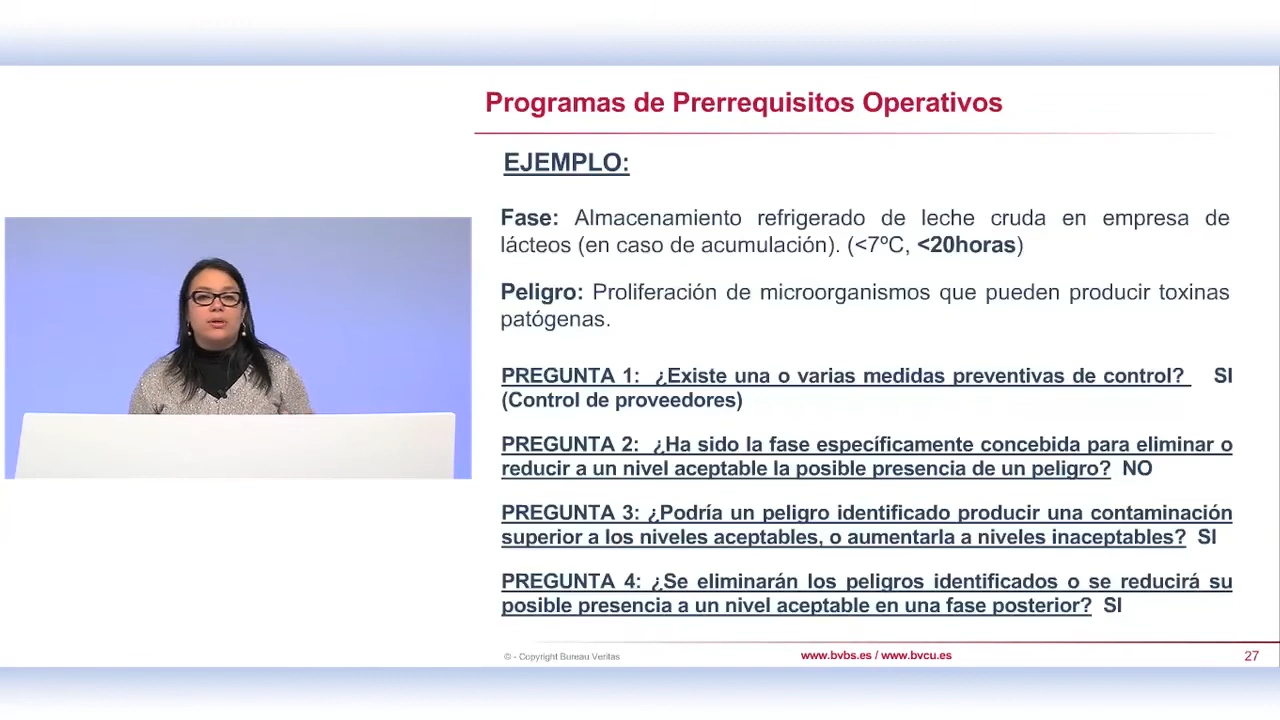 Programas de Prerrequisitos Operativos
EJEMPLO:
Fase: Almacenamiento refrigerado de leche cruda en empresa de
lácteos (en caso de acumulación). (<7ºC, <20horas)
Peligro: Proliferación de microorganismos que pueden producir toxinas
patógenas.
PREGUNTA 1: ¿Existe una o varias medidas preventivas de control? SI
(Control de proveedores)
PREGUNTA 2: ¿Ha sido la fase específicamente concebida para eliminar o
reducir a un nivel aceptable la posible presencia de un peligro? NO
PREGUNTA 3: ¿Podría un peligro identificado producir una contaminación
superior a los niveles aceptables, o aumentarla a niveles inaceptables? SI
PREGUNTA 4: ¿Se eliminarán los peligros identificados o se reducirá su
posible presencia a un nivel aceptable en una fase posterior? SI
© - Copyright Bureau Veritas
www.bvbs.es / www.bvcu.es
27